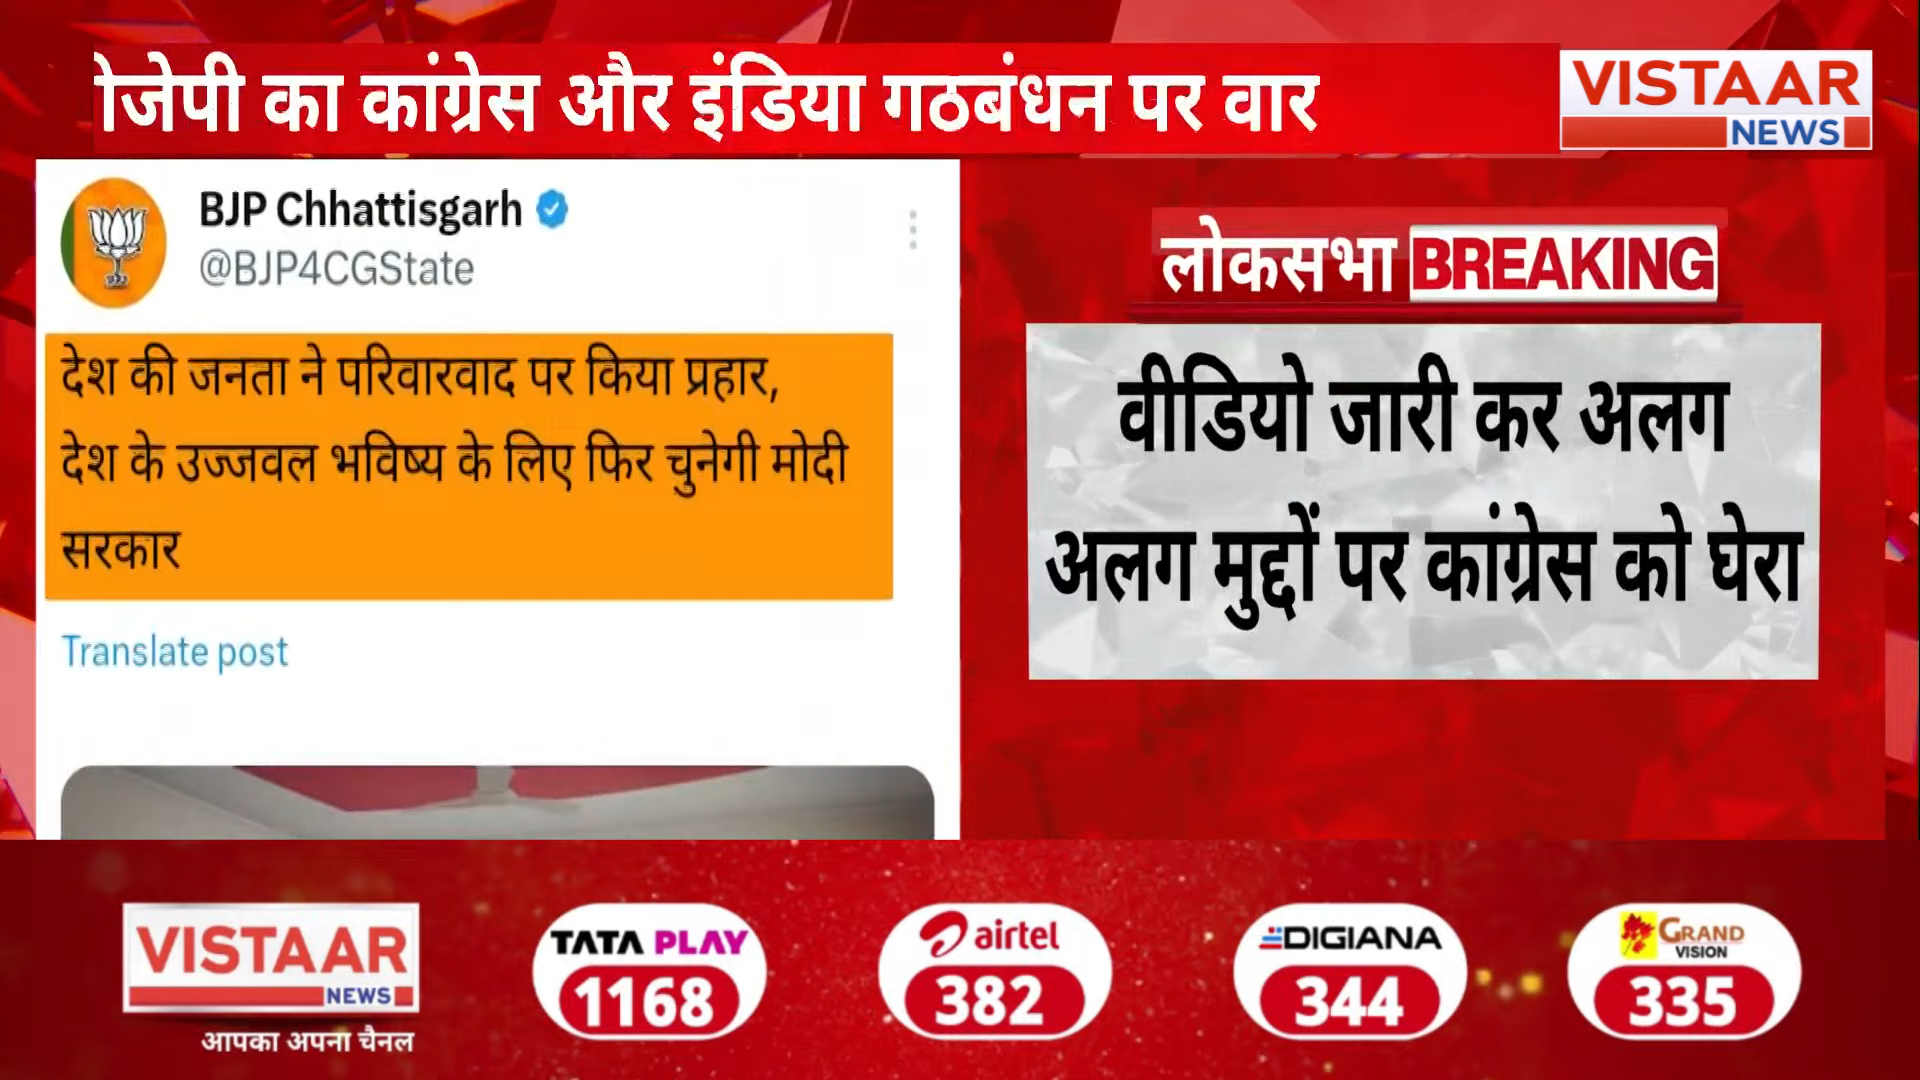 ोजेपी का कांग्रेस और इंडिया गठबंधन पर वार
VISTAAR
NEWS
BJP Chhattisgarh
@BJP4CGState
देश की जनता ने परिवारवाद पर किया प्रहार,
देश के उज्जवल भविष्य के लिए फिर चुनेगी मोदी
सरकार
Translate post
लोकसभा BREAKING
वीडियो जारी कर अलग
अलग मुद्दों पर कांग्रेस को घेरा
VISTAAR
NEWS
आपका अपना चैनल
TATA PLAY
1168
airtel
382
DIGIANA
344
GRAND
VISION
335